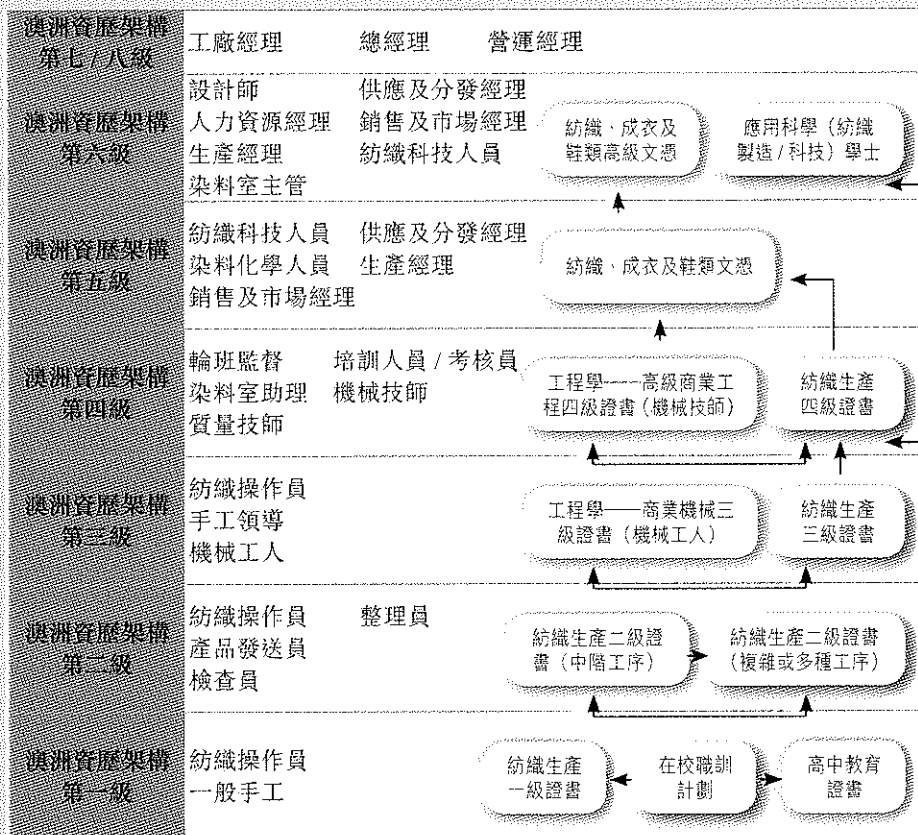 澳洲資歷架構
第七 / 八級
工廠經理 總經理 營運經理
澳洲資歷架構
第六級
設計師 供應及分發經理
人力資源經理 銷售及市場經理
生產經理 紡織科技人員
染料室主管
紡織、成衣及
鞋類高級文憑
應用科學（紡織
製造 / 科技）學士
澳洲資歷架構
第五級
紡織科技人員 供應及分發經理
染料化學人員 生產經理
銷售及市場經理
紡織、成衣及鞋類文憑
澳洲資歷架構
第四級
輪班監督 培訓人員 / 考核員
染料室助理 機械技師
質量技師
工程學──高級商業工
程四級證書（機械技師）
紡織生產
四級證書
澳洲資歷架構
第三級
紡織操作員
手工領導
機械工人
工程學──商業機械三
級證書（機械工人）
紡織生產
三級證書
澳洲資歷架構
第二級
紡織操作員 整理員
產品發送員
檢查員
紡織生產二級證
書（中階工序）
紡織生產二級證書
（複雜或多種工序）
澳洲資歷架構
第一級
紡織操作員
一般手工
紡織生產
一級證書
在校職訓
計劃
高中教育
證書